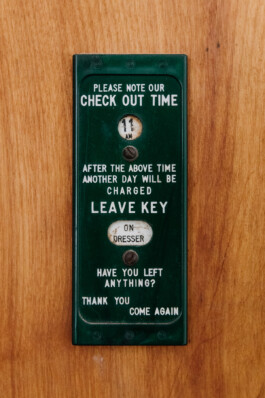 PLEASE NOTE OUR
CHECK OUT TIME
11
AM
AFTER THE ABOVE TIME
ANOTHER DAY WILL BE
CHARGED
LEAVE KEY
ON
DRESSER
HAVE YOU LEFT
ANYTHING?
THANK YOU
COME AGAIN